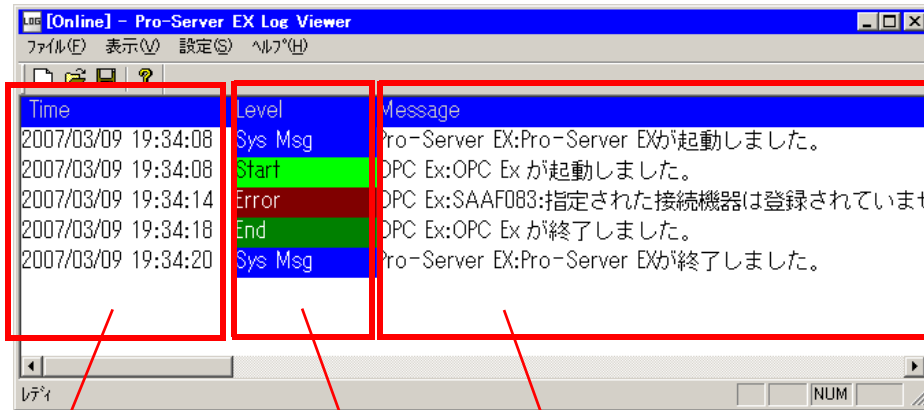 LOG [Online] - Pro-Server EX Log Viewer
ファイル(F) 表示(V) 設定(S) ヘルプ(H)
Time Level Message
2007/03/09 19:34:08 Sys Msg Pro-Server EX:Pro-Server EXが起動しました。
2007/03/09 19:34:08 Start OPC Ex:OPC Ex が起動しました。
2007/03/09 19:34:14 Error OPC Ex:SAAF083:指定された接続機器は登録されていませ
2007/03/09 19:34:18 End OPC Ex:OPC Ex が終了しました。
2007/03/09 19:34:20 Sys Msg Pro-Server EX:Pro-Server EXが終了しました。
レディ NUM